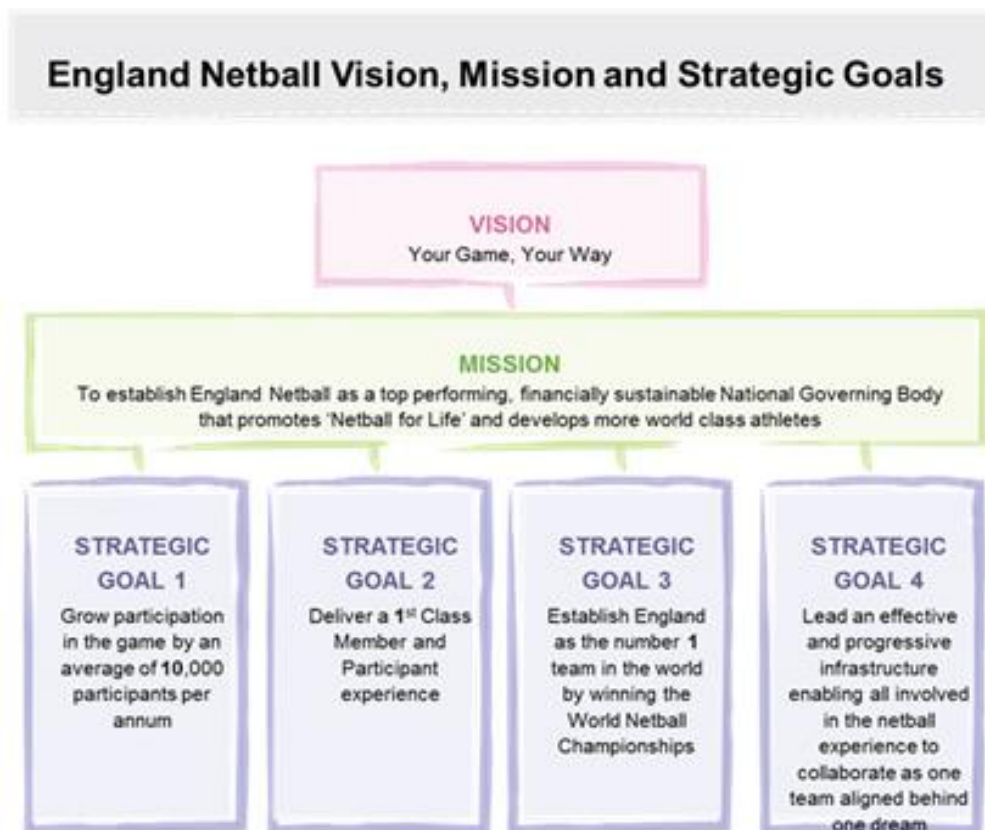 England Netball Vision, Mission and Strategic Goals
VISION
Your Game, Your Way
MISSION
To establish England Netball as a top performing, financially sustainable National Governing Body
that promotes ‘Netball for Life’ and develops more world class athletes
STRATEGIC
GOAL 1
Grow participation
in the game by an
average of 10,000
participants per
annum
STRATEGIC
GOAL 2
Deliver a 1st Class
Member and
Participant
experience
STRATEGIC
GOAL 3
Establish England
as the number 1
team in the world
by winning the
World Netball
Championships
STRATEGIC
GOAL 4
Lead an effective
and progressive
infrastructure
enabling all involved
in the netball
experience to
collaborate as one
team aligned behind
one dream